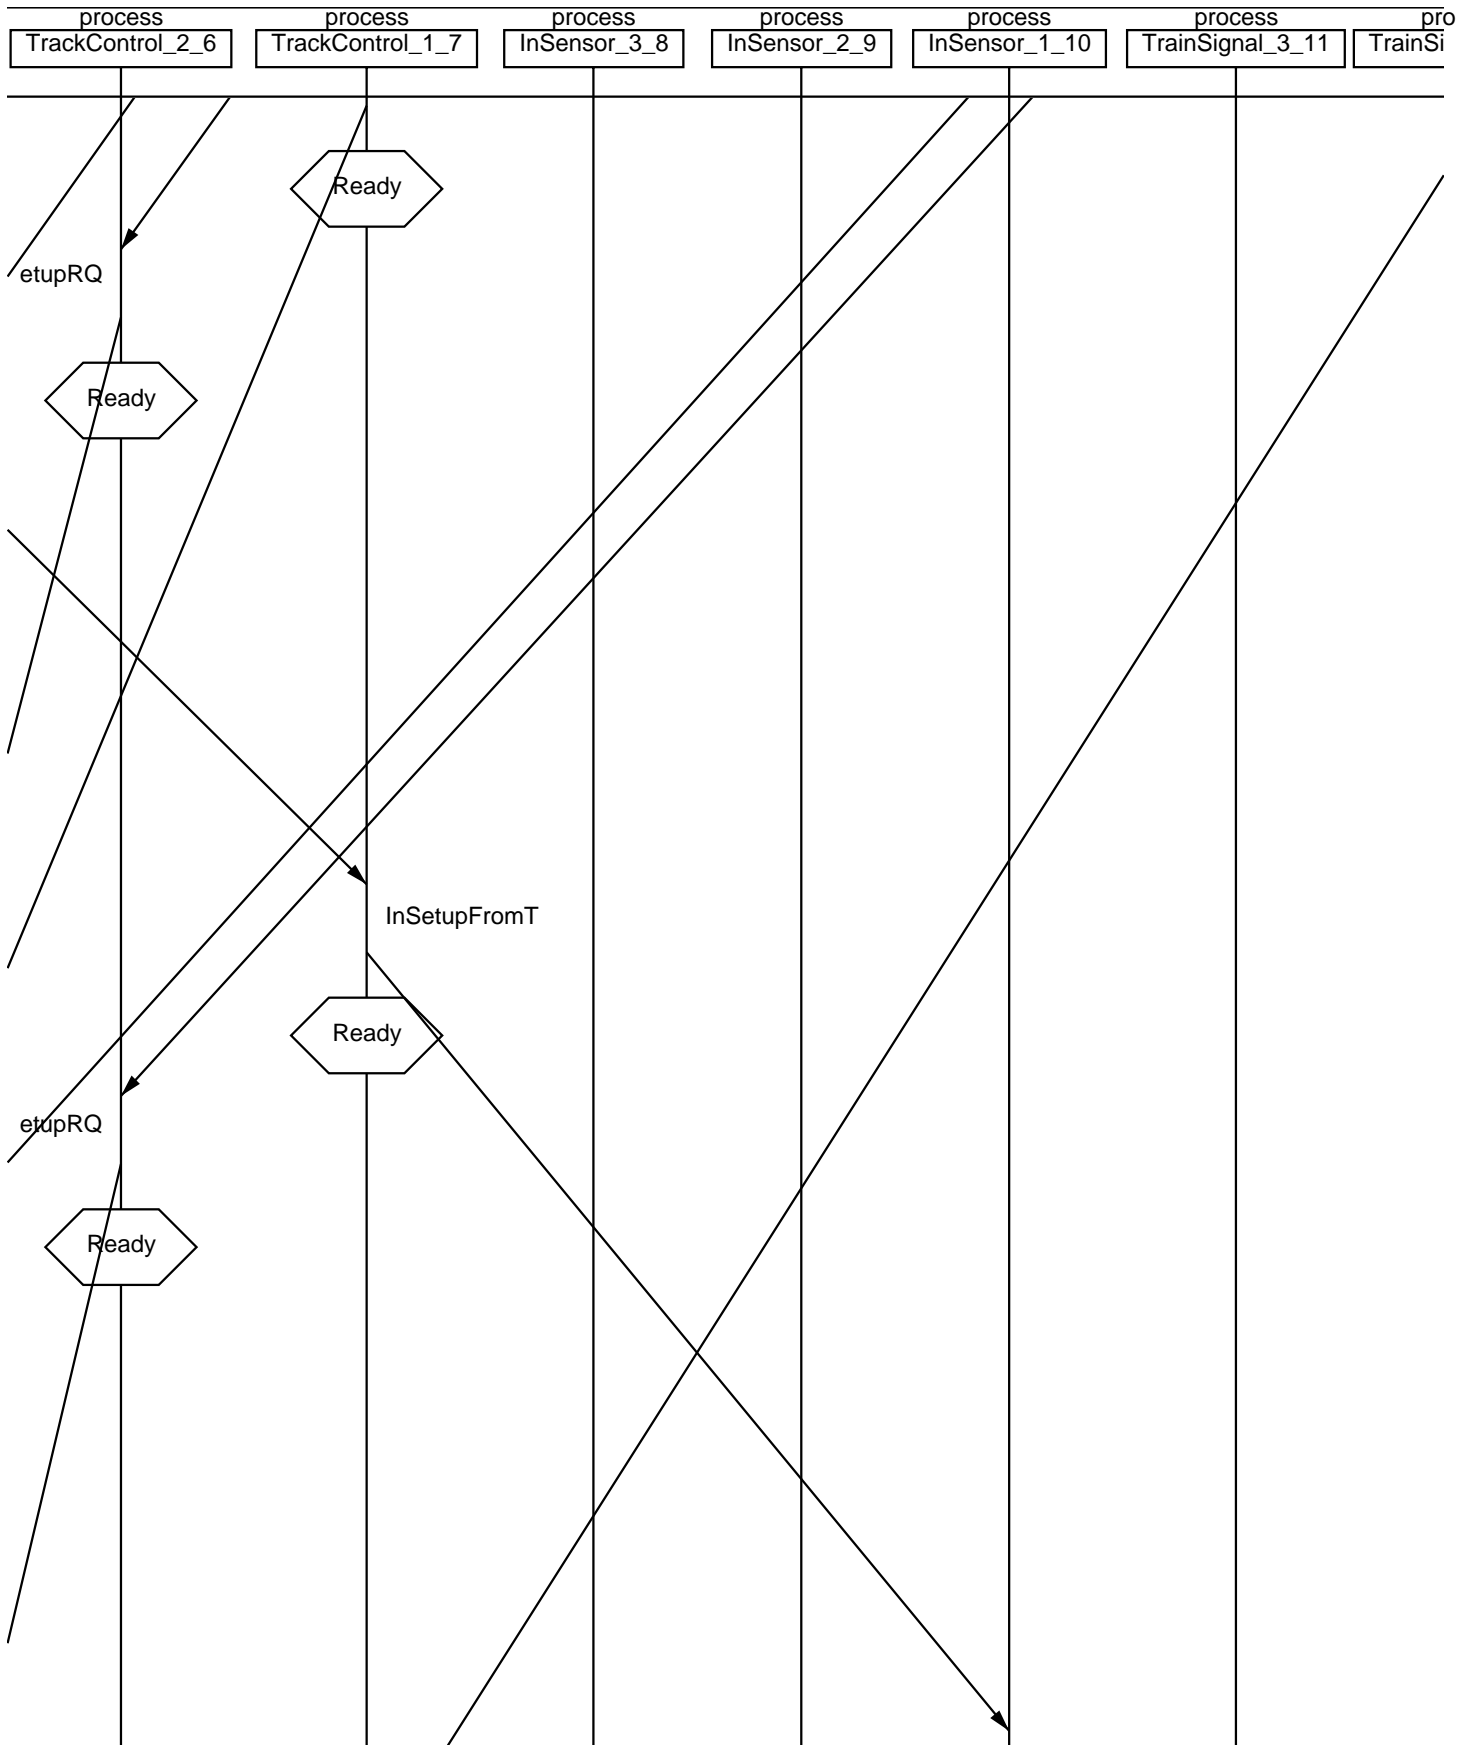 process process process process process process pro
TrackControl_2_6 TrackControl_1_7 InSensor_3_8 InSensor_2_9 InSensor_1_10 TrainSignal_3_11 TrainSi
Ready
etupRQ
Ready
InSetupFromT
Ready
etupRQ
Ready